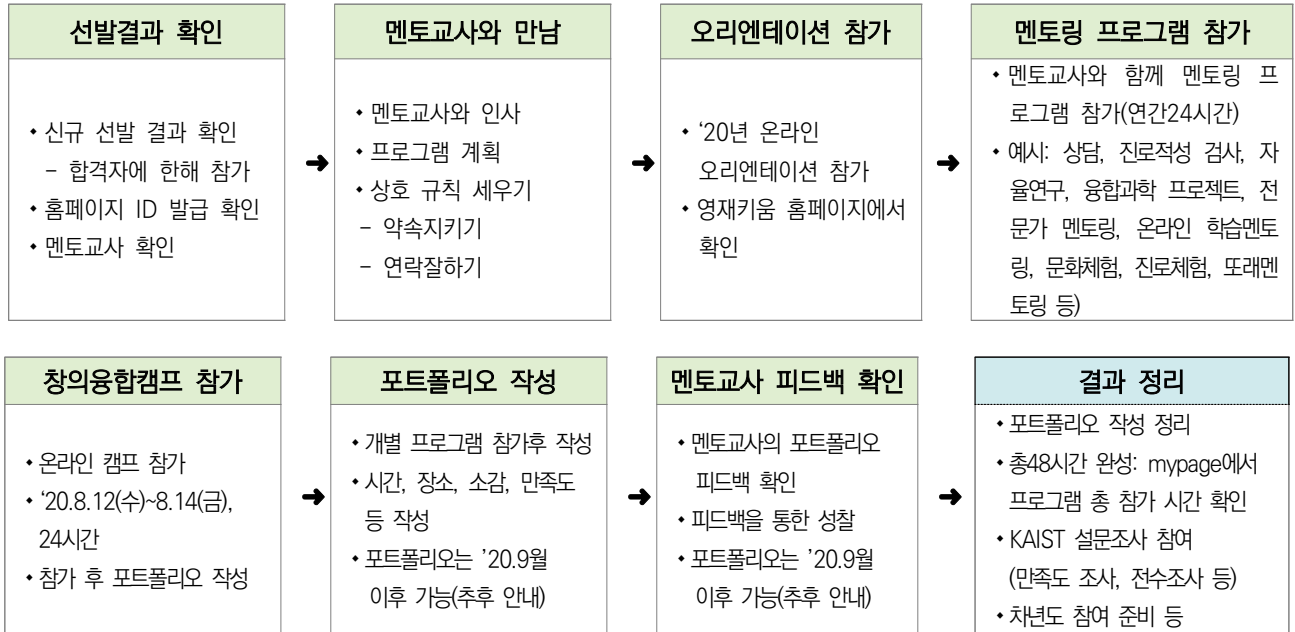 선발결과 확인
• 신규 선발 결과 확인
- 합격자에 한해 참가
• 홈페이지 ID 발급 확인
• 멘토교사 확인
➜
멘토교사와 만남
• 멘토교사와 인사
• 프로그램 계획
• 상호 규칙 세우기
- 약속지키기
- 연락잘하기
➜
오리엔테이션 참가
• ‘20년 온라인
오리엔테이션 참가
• 영재키움 홈페이지에서
확인
➜
멘토링 프로그램 참가
• 멘토교사와 함께 멘토링 프
로그램 참가(연간24시간)
• 예시: 상담, 진로적성 검사, 자
율연구, 융합과학 프로젝트, 전
문가 멘토링, 온라인 학습멘토
링, 문화체험, 진로체험, 또래멘
토링 등)
창의융합캠프 참가
• 온라인 캠프 참가
• ‘20.8.12(수)~8.14(금),
24시간
• 참가 후 포트폴리오 작성
➜
포트폴리오 작성
• 개별 프로그램 참가후 작성
• 시간, 장소, 소감, 만족도
등 작성
• 포트폴리오는 ’20.9월
이후 가능(추후 안내)
➜
멘토교사 피드백 확인
• 멘토교사의 포트폴리오
피드백 확인
• 피드백을 통한 성찰
• 포트폴리오는 ’20.9월
이후 가능(추후 안내)
➜
결과 정리
• 포트폴리오 작성 정리
• 총48시간 완성: mypage에서
프로그램 총 참가 시간 확인
• KAIST 설문조사 참여
(만족도 조사, 전수조사 등)
• 차년도 참여 준비 등